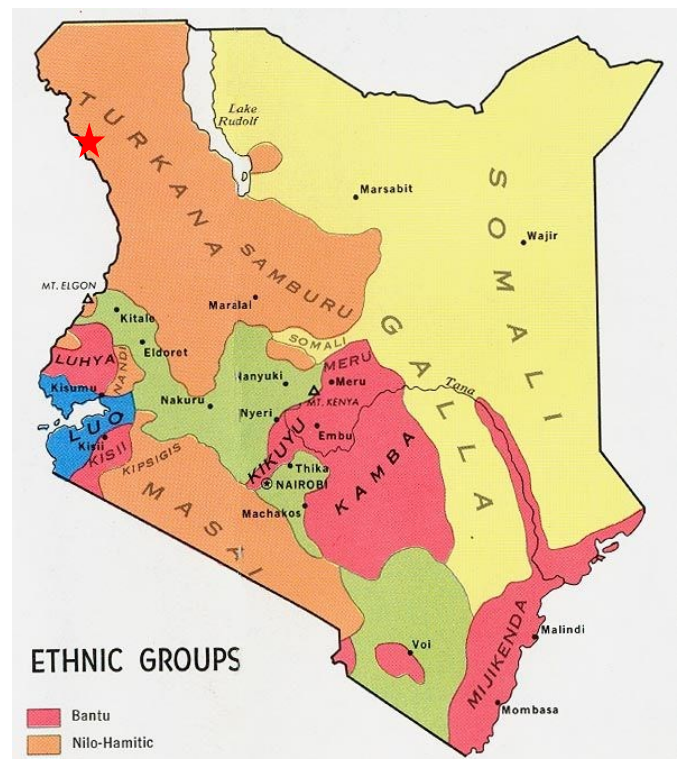 TURKANA
Lake
Rudolf
Marsabit
SOMALI
Wajir
SAMBURU
MT. ELGON
Maralal
Kitale
GALLA
Eldoret
SOMALI
LUHYA
NANDI
MERU
Kisumu
Nanyuki
Meru
Tana
Nakuru
MT. KENYA
LUO
Nyeri
Embu
Kisii
KISII
KIPSIGIS
KIKUYU
KAMBA
Thika
NAIROBI
MASAI
Machakos
Voi
Malindi
MIJIKENDA
Mombasa
ETHNIC GROUPS
Bantu
Nilo-Hamitic